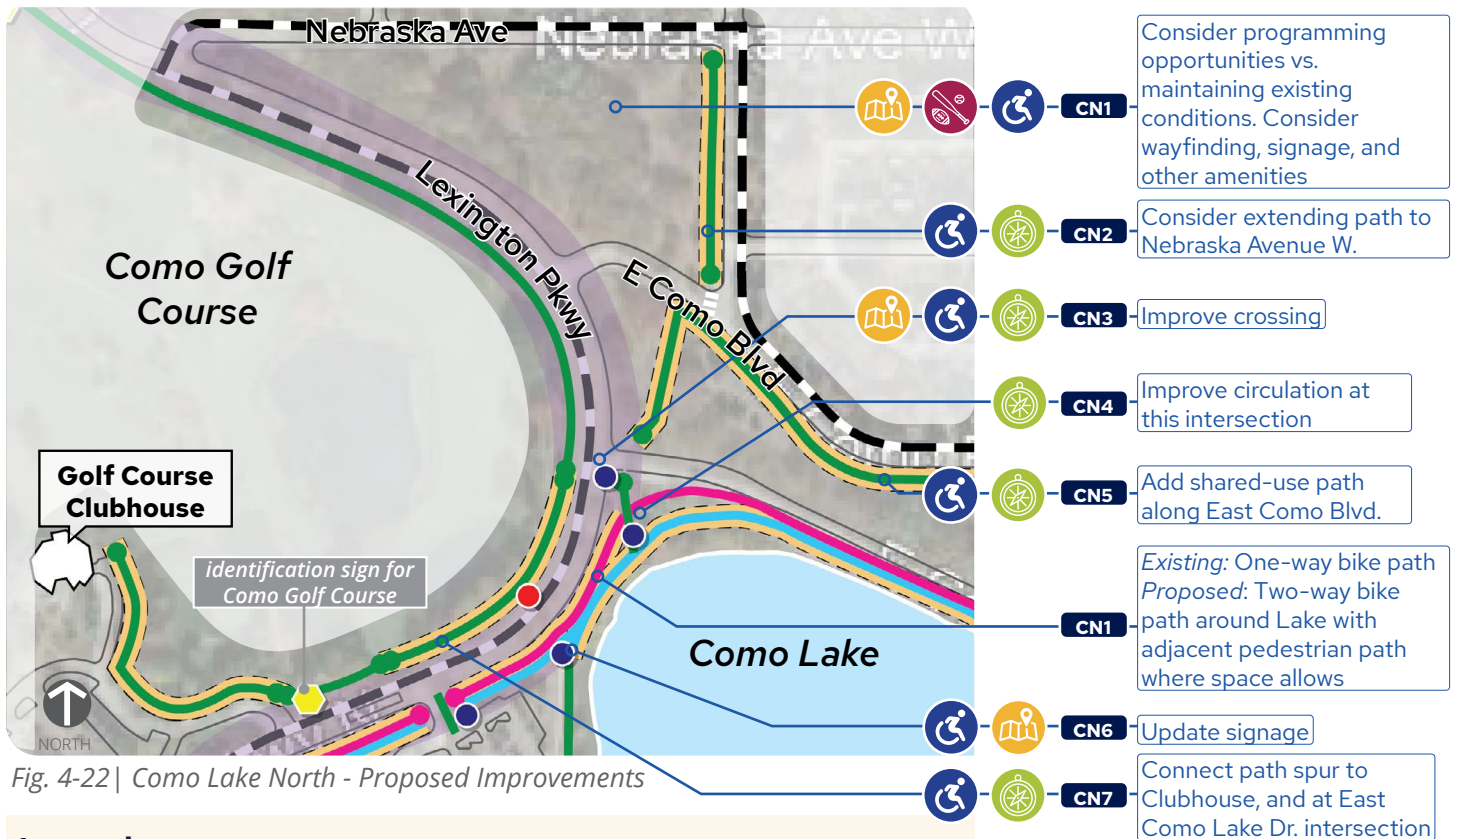 Nebraska Ave
Nebraska Ave W
Lexington Pkwy
E Como Blvd
Como Golf
Course
Golf Course
Clubhouse
identification sign for
Como Golf Course
Como Lake
NORTH
CN1
Consider programming
opportunities vs.
maintaining existing
conditions. Consider
wayfinding, signage, and
other amenities
CN2
Consider extending path to
Nebraska Avenue W.
CN3
Improve crossing
CN4
Improve circulation at
this intersection
CN5
Add shared-use path
along East Como Blvd.
CN1
Existing: One-way bike path
Proposed: Two-way bike
path around Lake with
adjacent pedestrian path
where space allows
CN6
Update signage
CN7
Connect path spur to
Clubhouse, and at East
Como Lake Dr. intersection
Fig. 4-22| Como Lake North - Proposed Improvements